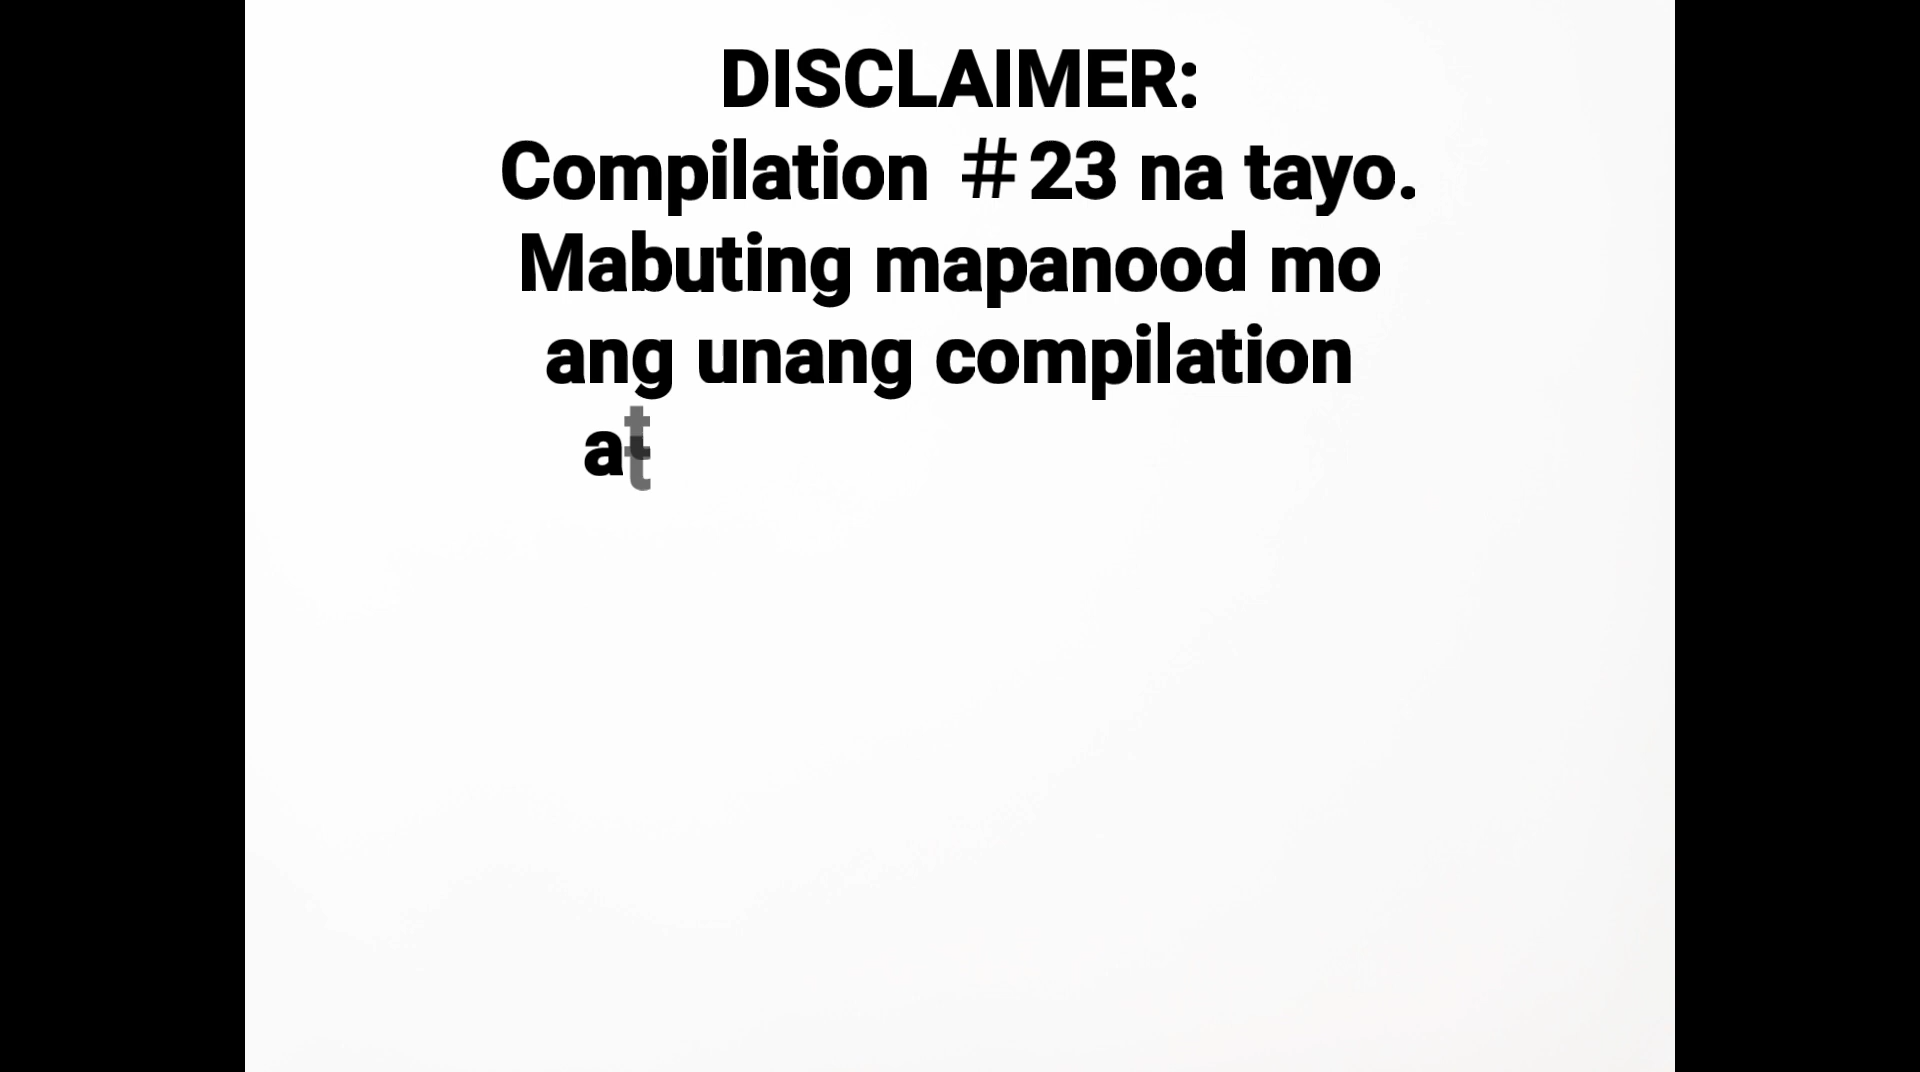 DISCLAIMER:
Compilation #23 na tayo.
Mabuting mapanood mo
ang unang compilation
at